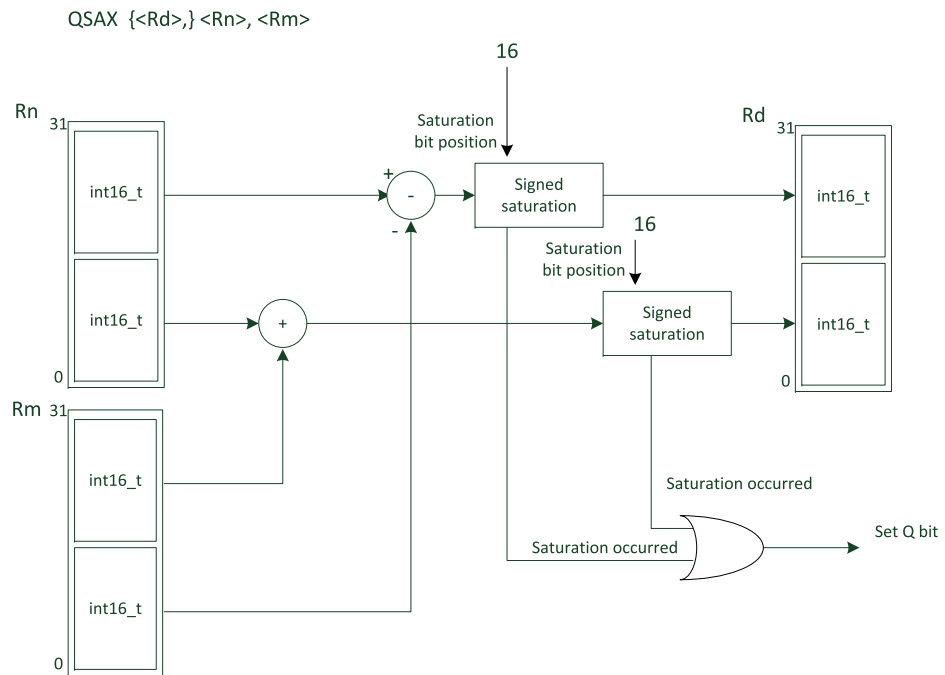 QSAX {<Rd>,} <Rn>, <Rm>
16
Rn
31
Saturation
bit position
Rd
31
int16_t
+
-
-
Signed
saturation
int16_t
16
Saturation
bit position
int16_t
+
Signed
saturation
int16_t
0
0
Rm
31
int16_t
Saturation occurred
Set Q bit
Saturation occurred
int16_t
0